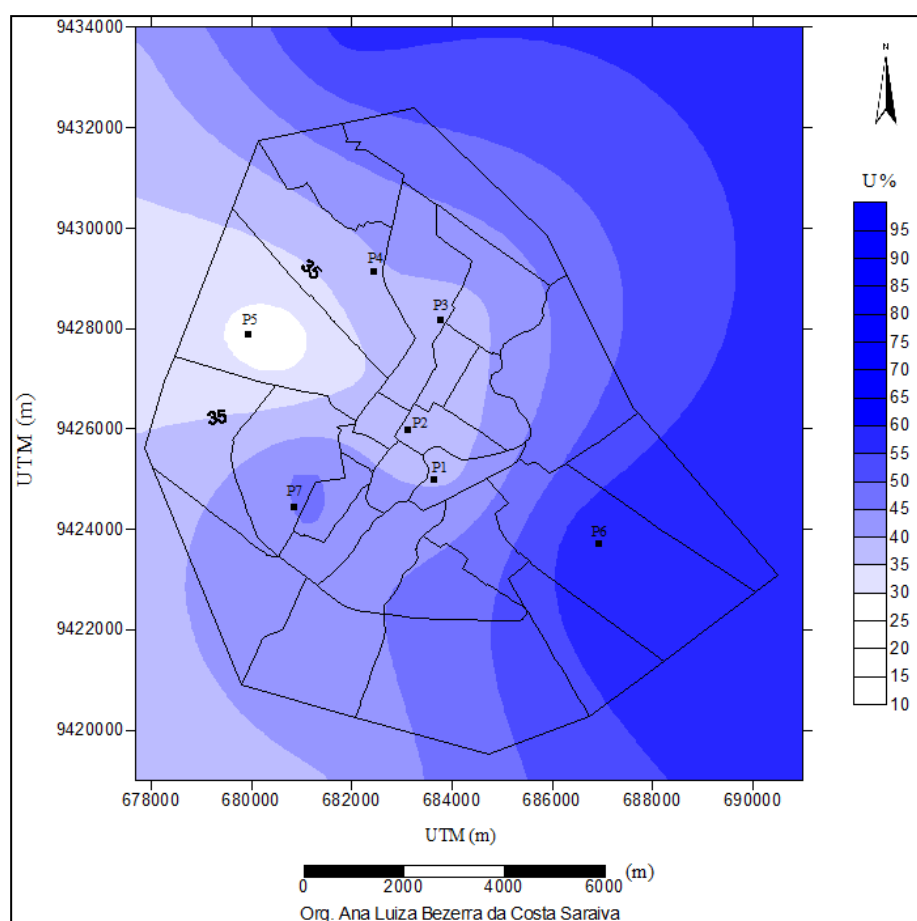 9434000
N
9432000
U%
95
90
9430000
35
P4
85
80
P3
P5
75
9428000
70
65
60
35
9426000
P2
55
UTM (m)
50
P1
45
P7
40
9424000
P6
35
30
25
9422000
20
15
10
9420000
678000 680000 682000 684000 686000 688000 690000
UTM (m)
(m)
0 2000 4000 6000
Org. Ana Luiza Bezerra da Costa Saraiva